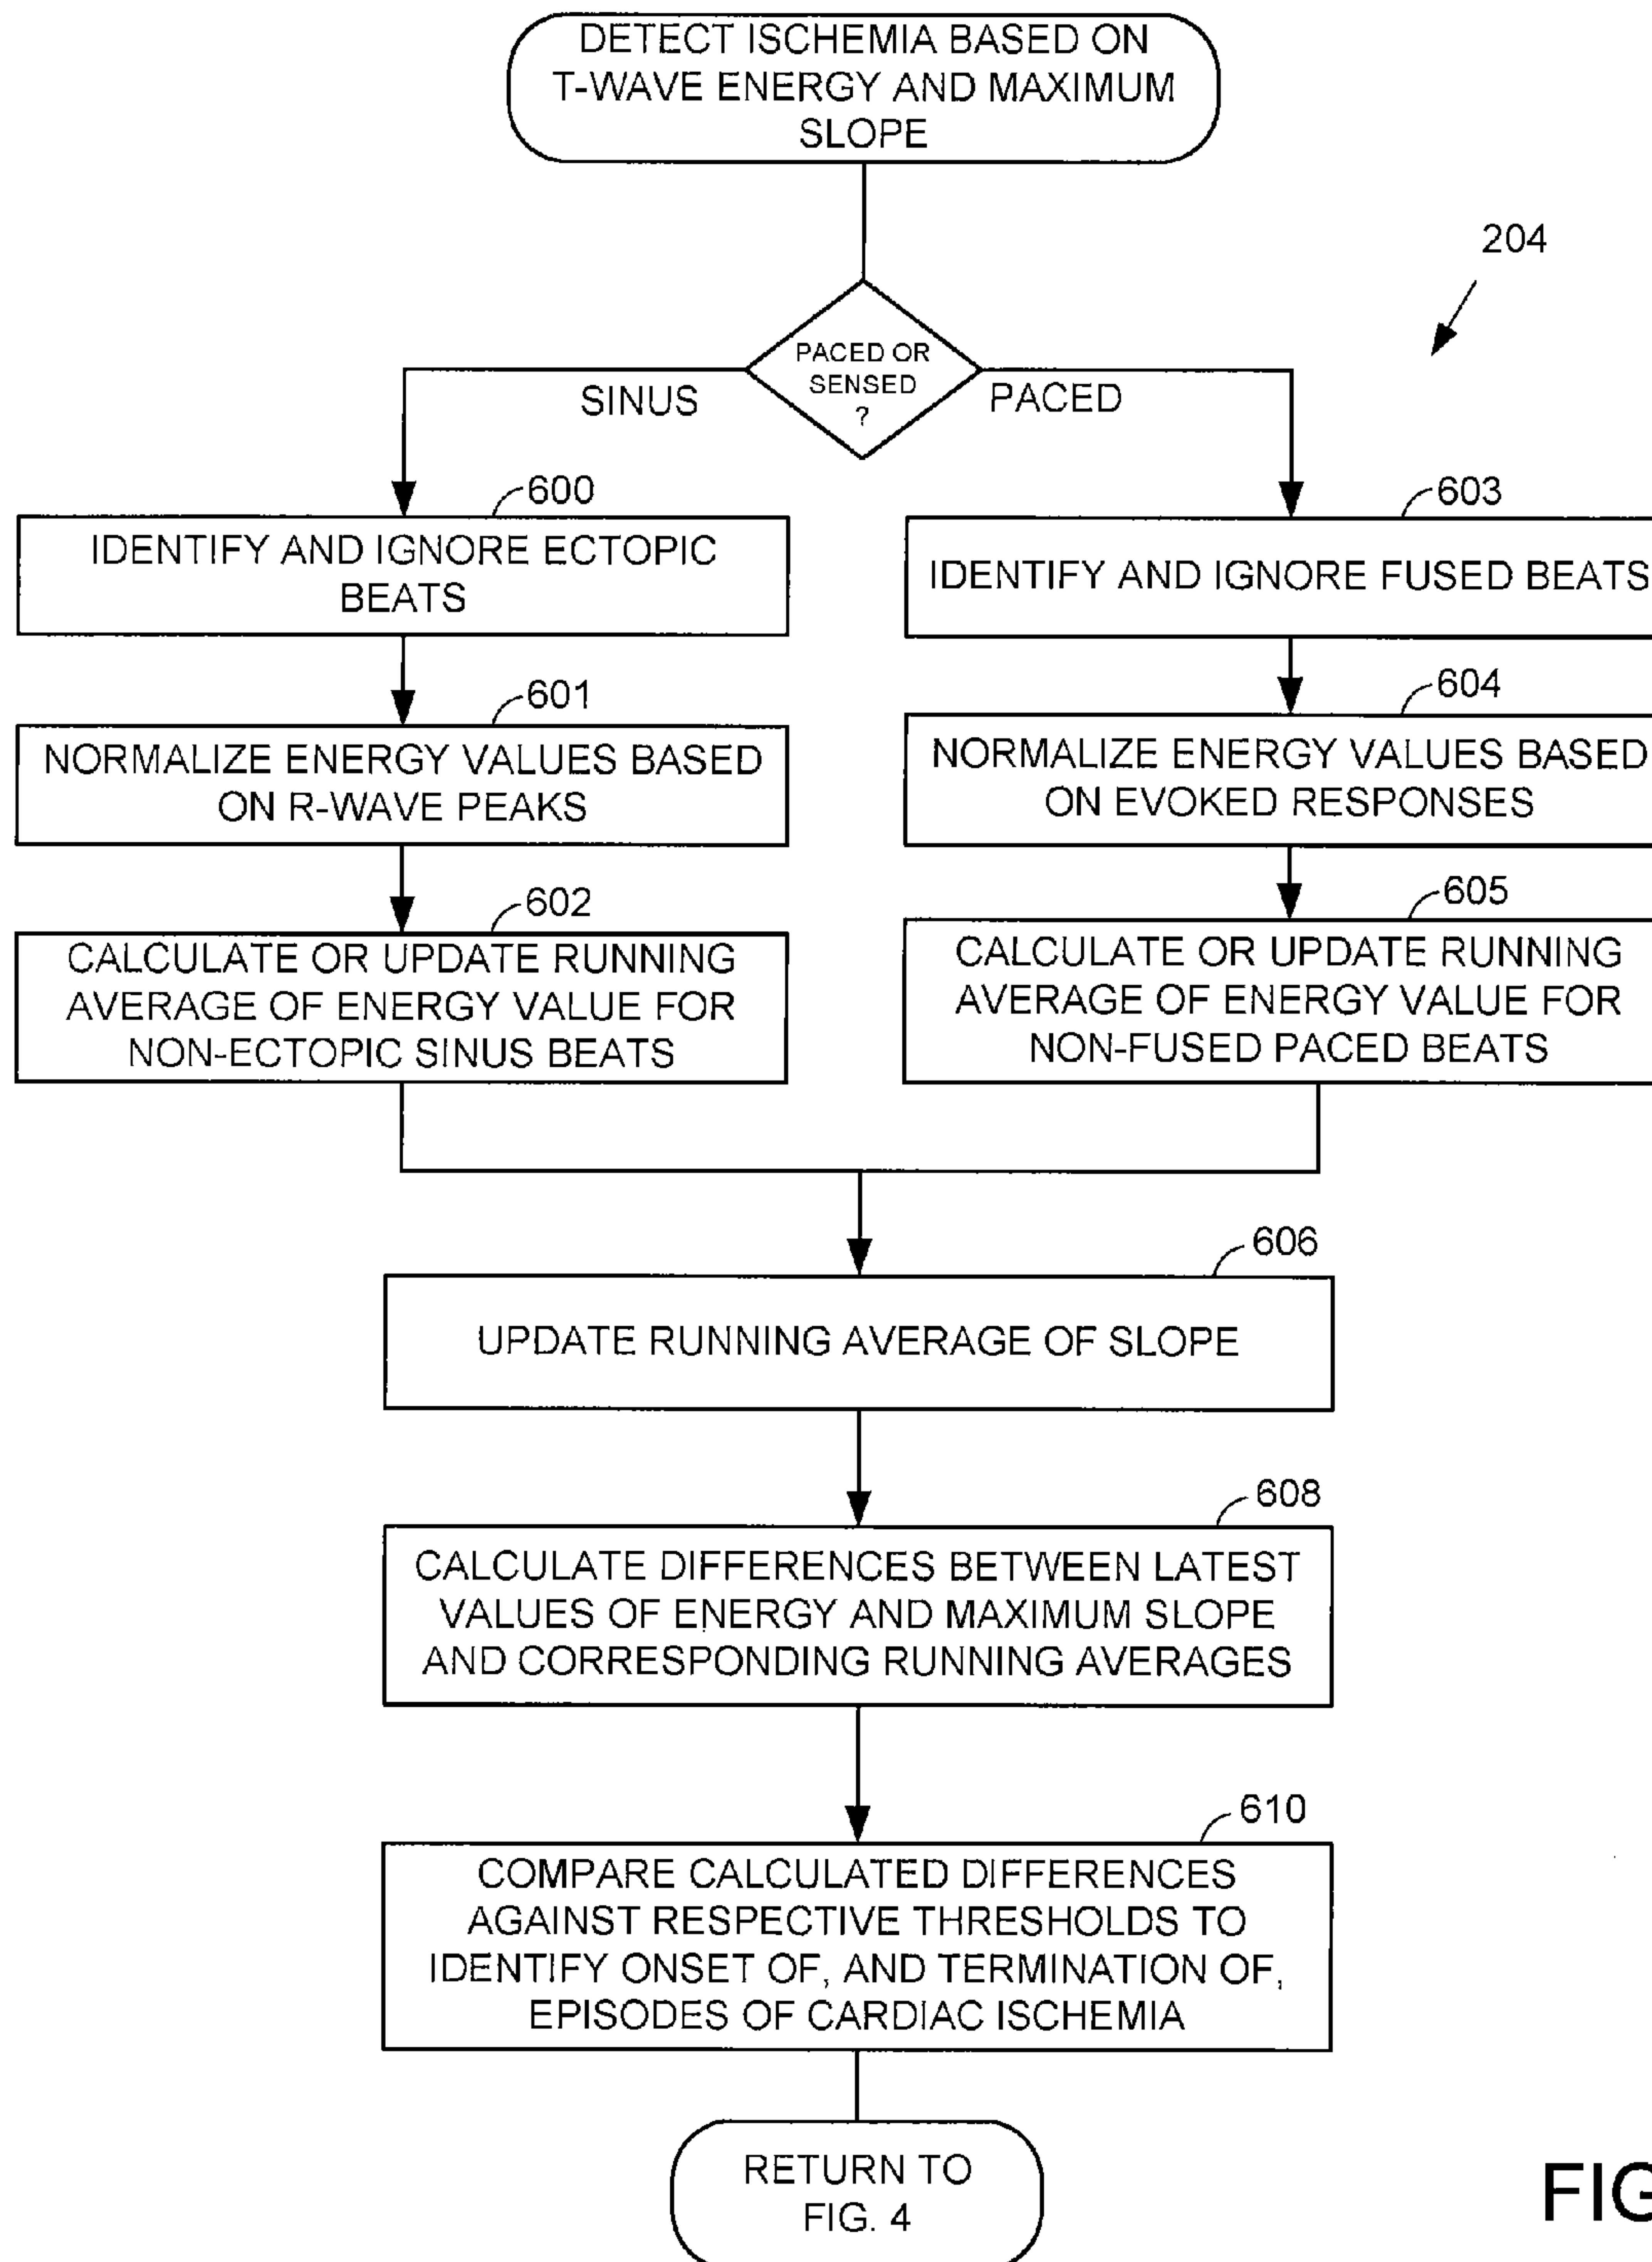 DETECT ISCHEMIA BASED ON
T-WAVE ENERGY AND MAXIMUM
SLOPE
204
PACED OR
SENSED
?
SINUS
PACED
600
IDENTIFY AND IGNORE ECTOPIC
BEATS
601
NORMALIZE ENERGY VALUES BASED
ON R-WAVE PEAKS
602
CALCULATE OR UPDATE RUNNING
AVERAGE OF ENERGY VALUE FOR
NON-ECTOPIC SINUS BEATS
603
IDENTIFY AND IGNORE FUSED BEATS
604
NORMALIZE ENERGY VALUES BASED
ON EVOKED RESPONSES
605
CALCULATE OR UPDATE RUNNING
AVERAGE OF ENERGY VALUE FOR
NON-FUSED PACED BEATS
606
UPDATE RUNNING AVERAGE OF SLOPE
608
CALCULATE DIFFERENCES BETWEEN LATEST
VALUES OF ENERGY AND MAXIMUM SLOPE
AND CORRESPONDING RUNNING AVERAGES
610
COMPARE CALCULATED DIFFERENCES
AGAINST RESPECTIVE THRESHOLDS TO
IDENTIFY ONSET OF, AND TERMINATION OF,
EPISODES OF CARDIAC ISCHEMIA
RETURN TO
FIG. 4
FIG